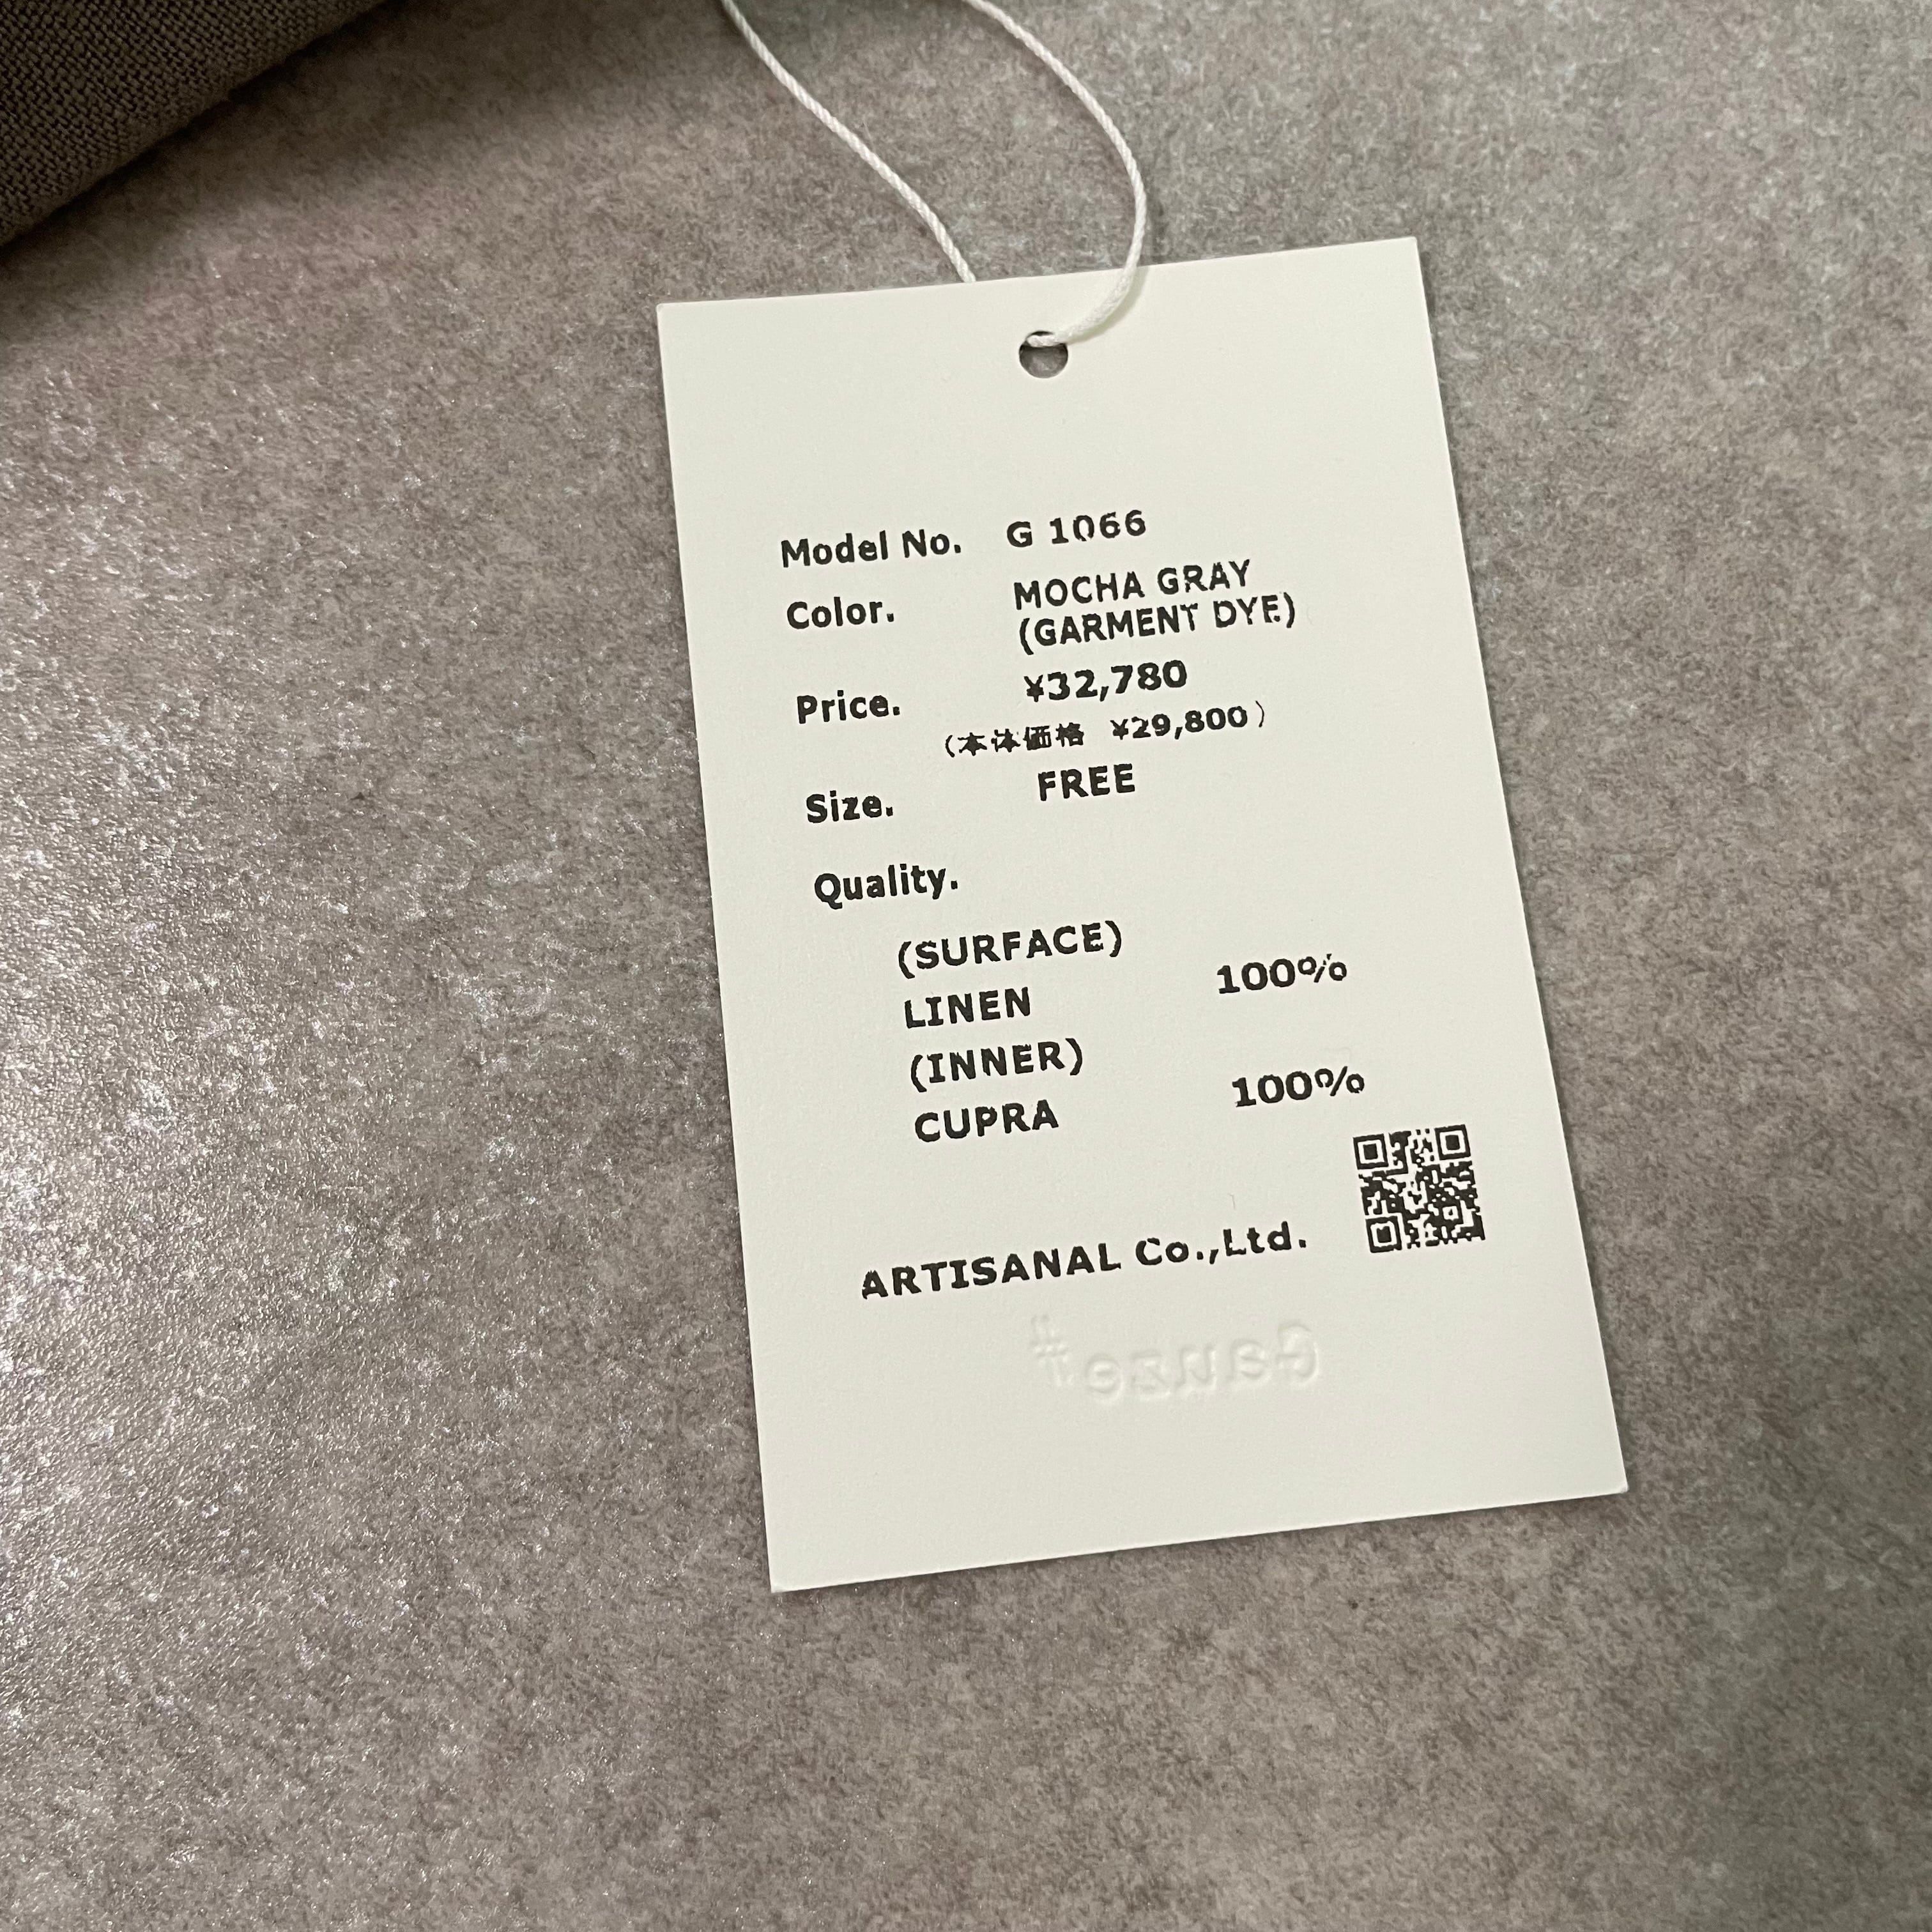 Model No. G 1066
Color. MOCHA GRAY
(GARMENT DYE)
Price. ¥32,780
(本体価格 ¥29,800)
Size. FREE
Quality.
(SURFACE)
LINEN 100%
(INNER)
CUPRA 100%
ARTISANAL Co.,Ltd.
Gauze#